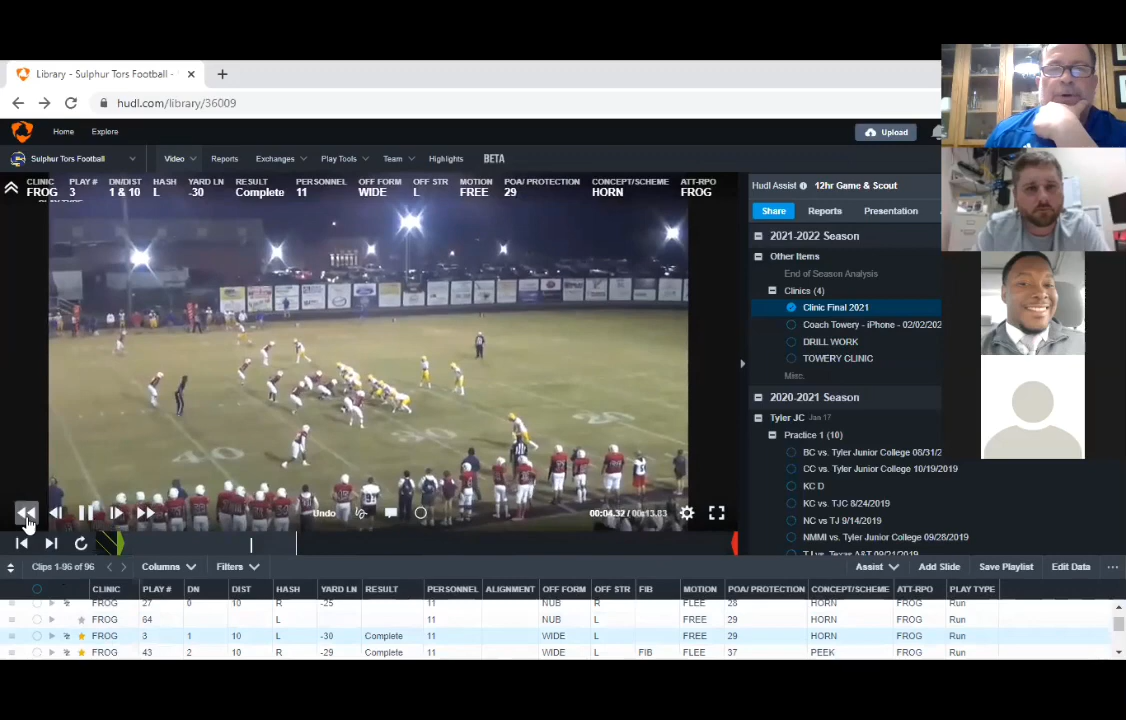 Library - Sulphur Tors Football -
hudl.com/library/36009
Home Explore
Upload
Sulphur Tors Football Video Reports Exchanges Play Tools Team Highlights BETA
CLINIC PLAY # DN/DIST HASH YARD LN RESULT PERSONNEL OFF FORM OFF STR MOTION POA/ PROTECTION CONCEPT/SCHEME ATT-RPO
FROG 3 1 & 10 L -30 Complete 11 WIDE L FREE 29 HORN FROG
Hudl Assist 12hr Game & Scout
Share Reports Presentation
2021-2022 Season
Other Items
End of Season Analysis
Clinics (4)
Clinic Final 2021
Coach Towery - iPhone - 02/02/202
DRILL WORK
TOWERY CLINIC
Misc.
2020-2021 Season
Tyler JC Jan 17
Practice 1 (10)
BC vs. Tyler Junior College 08/31/2
CC vs. Tyler Junior College 10/19/2019
KC D
KC vs. TJC 8/24/2019
NC vs TJ 9/14/2019
NMMI vs. Tyler Junior College 09/28/2019
TJ vs. Texas A&T 09/21/2019
40 30
Undo 00:04.32 / 00:13.83
Clips 1-96 of 96 Columns Filters Assist Add Slide Save Playlist Edit Data
CLINIC PLAY # DN DIST HASH YARD LN RESULT PERSONNEL ALIGNMENT OFF FORM OFF STR FIB MOTION POA/ PROTECTION CONCEPT/SCHEME ATT-RPO PLAY TYPE
FROG 27 0 10 R -25 11 NUB R FLEE 28 HORN FROG Run
FROG 64 L 11 NUB L FREE 29 HORN FROG Run
FROG 3 1 10 L -30 Complete 11 WIDE L FREE 29 HORN FROG Run
FROG 43 2 10 R -29 Complete 11 WIDE L FIB FLEE 37 PEEK FROG Run